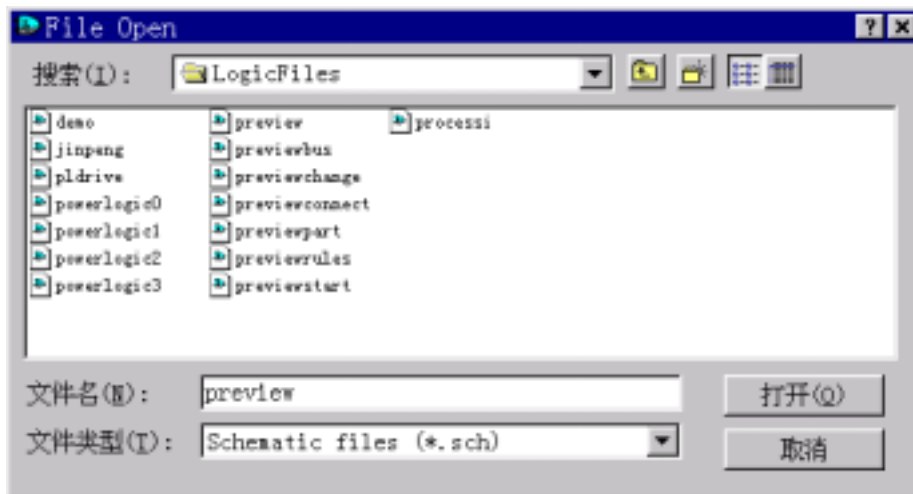 File Open
搜索(I): LogicFiles
demo preview processi
jinpeng previewbus
pldrive previewchange
powerlogic0 previewconnect
powerlogic1 previewpart
powerlogic2 previewrules
powerlogic3 previewstart
文件名(N): preview 打开(O)
文件类型(T): Schematic files (*.sch) 取消